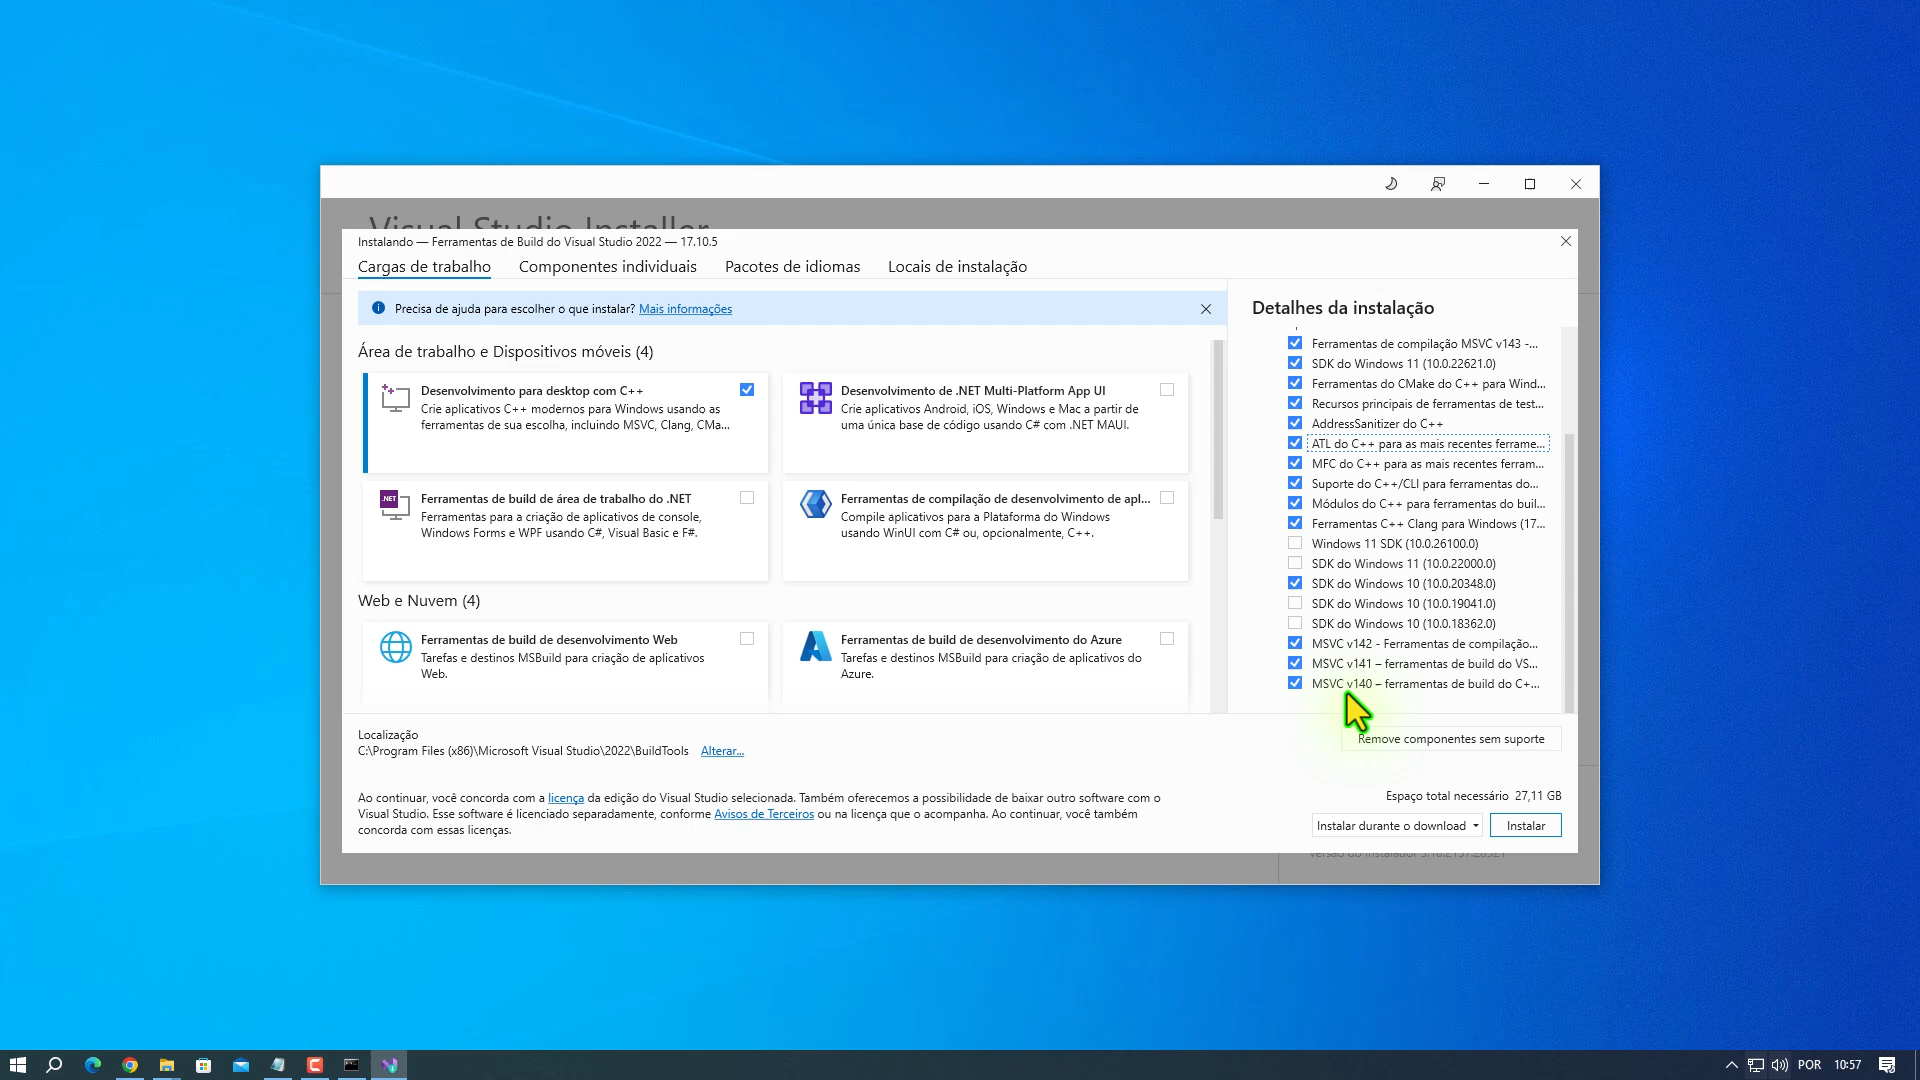 Visual Studio Installer
Instalando — Ferramentas de Build do Visual Studio 2022 — 17.10.5
Cargas de trabalho
Componentes individuais
Pacotes de idiomas
Locais de instalação
Precisa de ajuda para escolher o que instalar? Mais informações
Área de trabalho e Dispositivos móveis (4)
Desenvolvimento para desktop com C++
Crie aplicativos C++ modernos para Windows usando as
ferramentas de sua escolha, incluindo MSVC, Clang, CMa...
Desenvolvimento de .NET Multi-Platform App UI
Crie aplicativos Android, iOS, Windows e Mac a partir de
uma única base de código usando C# com .NET MAUI.
.NET
Ferramentas de build de área de trabalho do .NET
Ferramentas para a criação de aplicativos de console,
Windows Forms e WPF usando C#, Visual Basic e F#.
Ferramentas de compilação de desenvolvimento de apl...
Compile aplicativos para a Plataforma do Windows
usando WinUI com C# ou, opcionalmente, C++.
Web e Nuvem (4)
Ferramentas de build de desenvolvimento Web
Tarefas e destinos MSBuild para criação de aplicativos
Web.
Ferramentas de build de desenvolvimento do Azure
Tarefas e destinos MSBuild para criação de aplicativos do
Azure.
Detalhes da instalação
Ferramentas de compilação MSVC v143 -...
SDK do Windows 11 (10.0.22621.0)
Ferramentas do CMake do C++ para Wind...
Recursos principais de ferramentas de test...
AddressSanitizer do C++
ATL do C++ para as mais recentes ferrame...
MFC do C++ para as mais recentes ferram...
Suporte do C++/CLI para ferramentas do...
Módulos do C++ para ferramentas do buil...
Ferramentas C++ Clang para Windows (17...
Windows 11 SDK (10.0.26100.0)
SDK do Windows 11 (10.0.22000.0)
SDK do Windows 10 (10.0.20348.0)
SDK do Windows 10 (10.0.19041.0)
SDK do Windows 10 (10.0.18362.0)
MSVC v142 - Ferramentas de compilação...
MSVC v141 – ferramentas de build do VS...
MSVC v140 – ferramentas de build do C+...
Remove componentes sem suporte
Localização
C:\Program Files (x86)\Microsoft Visual Studio\2022\BuildTools Alterar...
Ao continuar, você concorda com a licença da edição do Visual Studio selecionada. Também oferecemos a possibilidade de baixar outro software com o
Visual Studio. Esse software é licenciado separadamente, conforme Avisos de Terceiros ou na licença que o acompanha. Ao continuar, você também
concorda com essas licenças.
Espaço total necessário 27,11 GB
Instalar durante o download
Instalar
POR
10:57